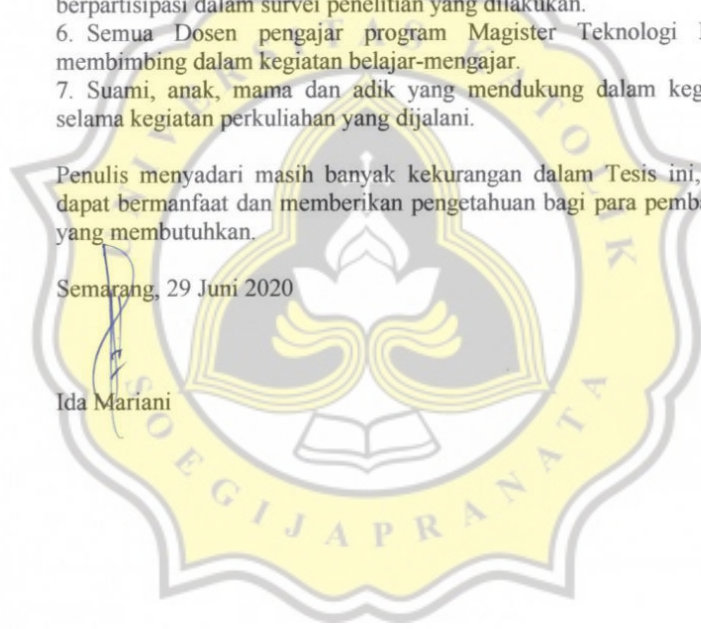 berpartisipasi dalam survei penelitian yang dilakukan.
6. Semua Dosen pengajar program Magister Teknologi
membimbing dalam kegiatan belajar-mengajar.
7. Suami, anak, mama dan adik yang mendukung dalam keg
selama kegiatan perkuliahan yang dijalani.
Penulis menyadari masih banyak kekurangan dalam Tesis ini,
dapat bermanfaat dan memberikan pengetahuan bagi para pemba
yang membutuhkan.
Semarang, 29 Juni 2020
Ida Mariani
UNIVERSITAS KATOLIK
SOEGIJAPRANATA